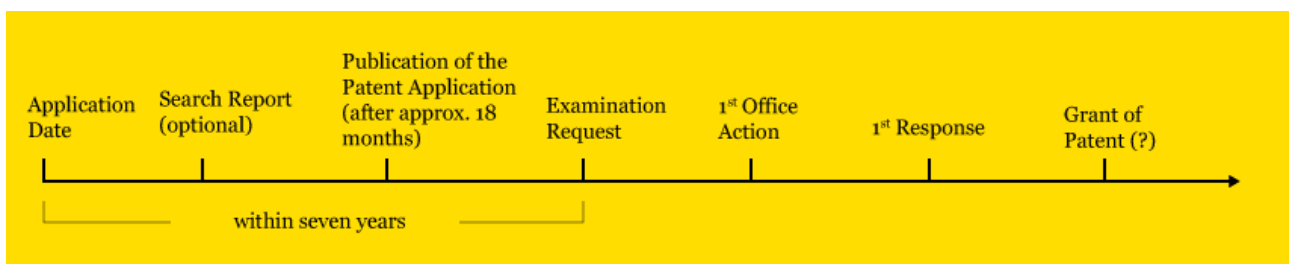 Application
Date
Search Report
(optional)
Publication of the
Patent Application
(after approx. 18
months)
Examination
Request
1st Office
Action
1st Response
Grant of
Patent (?)
within seven years